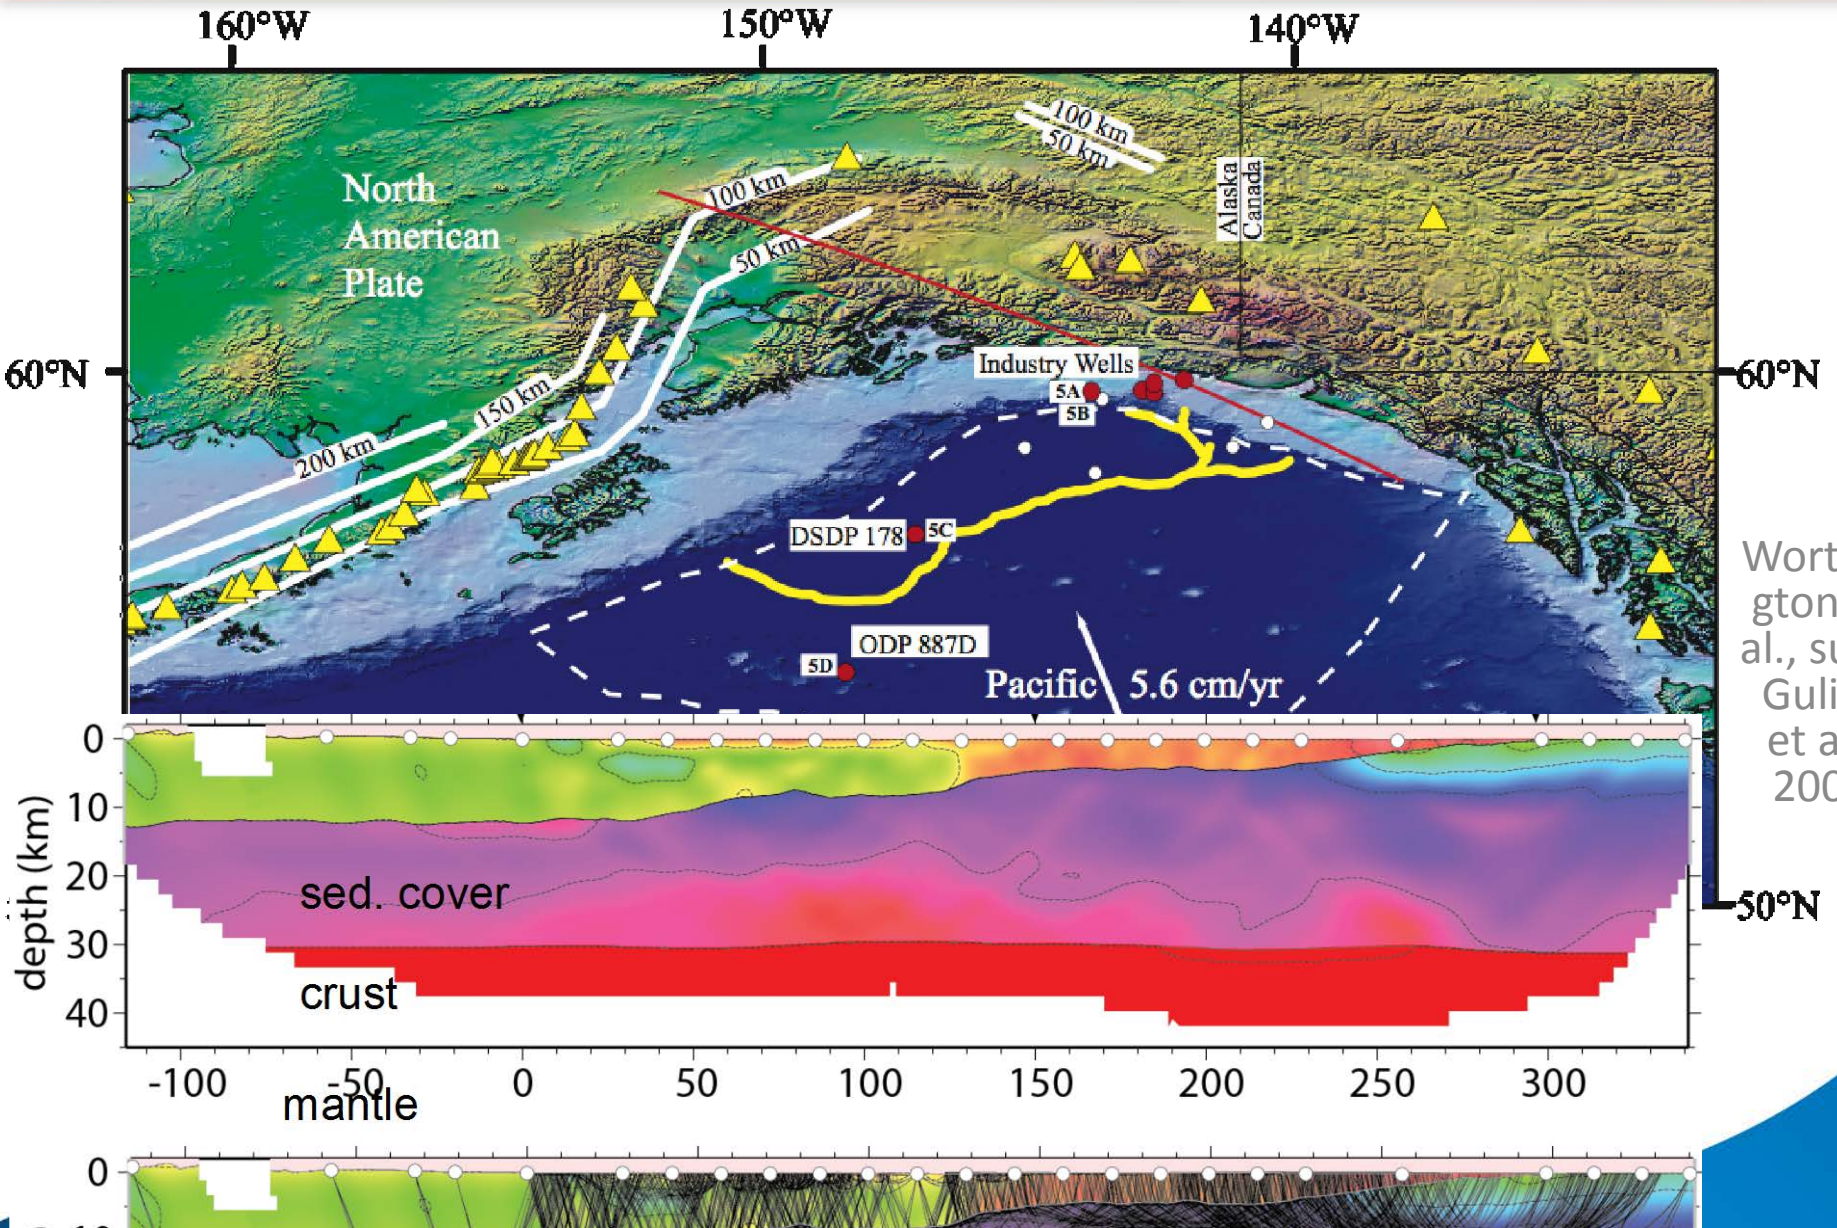 160°W 150°W 140°W
100 km
50 km
Alaska
Canada
North
American
Plate
100 km
50 km
60°N 60°N
Industry Wells
5A
5B
150 km
200 km
DSDP 178 5C
ODP 887D
5D
Pacific 5.6 cm/yr
et a
200
0
10
20
30
40
depth (km)
sed. cover
crust
50°N
-100 -50 0 50 100 150 200 250 300
mantle
0